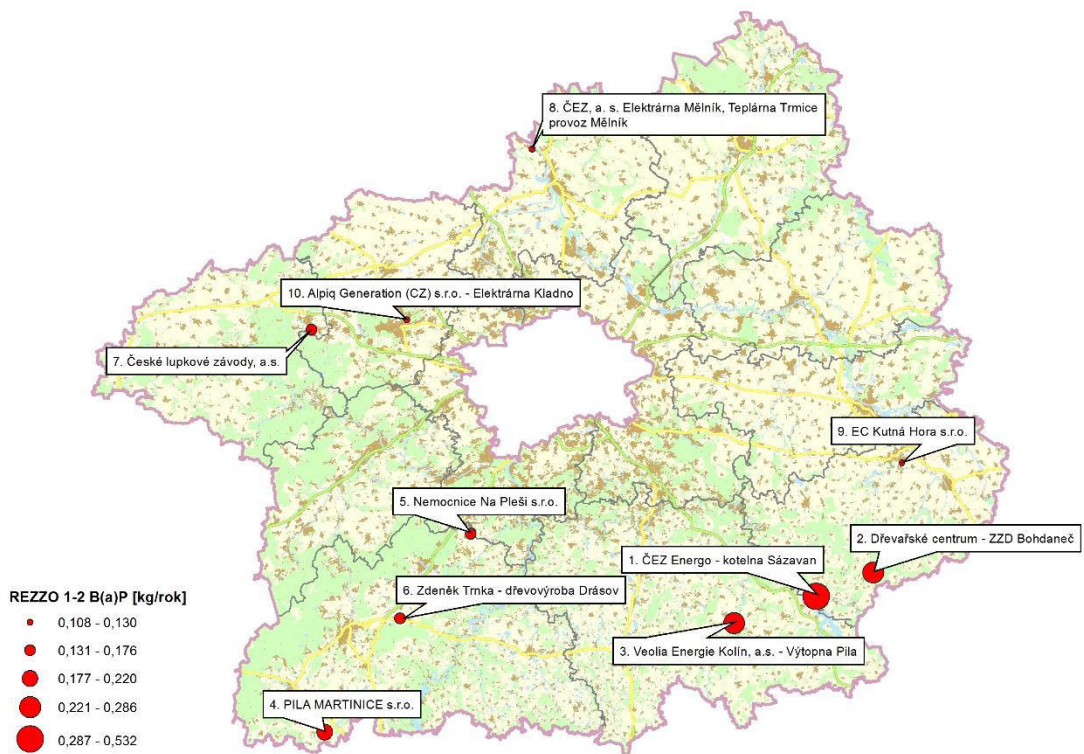 8. ČEZ, a. s. Elektrárna Mělník, Teplárna Trmice
provoz Mělník
10. Alpiq Generation (CZ) s.r.o. - Elektrárna Kladno
7. České lupkové závody, a.s.
9. EC Kutná Hora s.r.o.
5. Nemocnice Na Pleši s.r.o.
2. Dřevařské centrum - ZZD Bohdaneč
1. ČEZ Energo - kotelna Sázavan
6. Zdeněk Trnka - dřevovýroba Drásov
3. Veolia Energie Kolín, a.s. - Výtopna Pila
4. PILA MARTINICE s.r.o.
REZZO 1-2 B(a)P [kg/rok]
0,108 - 0,130
0,131 - 0,176
0,177 - 0,220
0,221 - 0,286
0,287 - 0,532